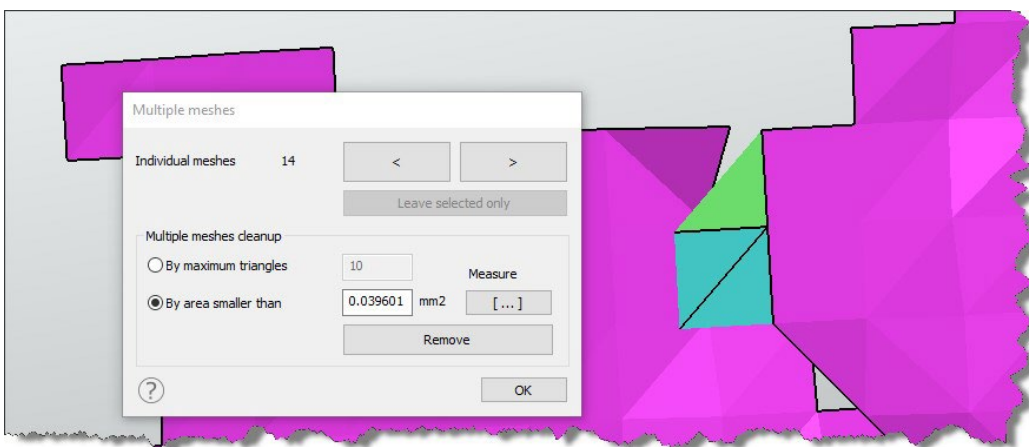 Multiple meshes
Individual meshes 14 < >
Leave selected only
Multiple meshes cleanup
By maximum triangles 10
Measure
By area smaller than 0.039601 mm2 [ ... ]
Remove
? OK